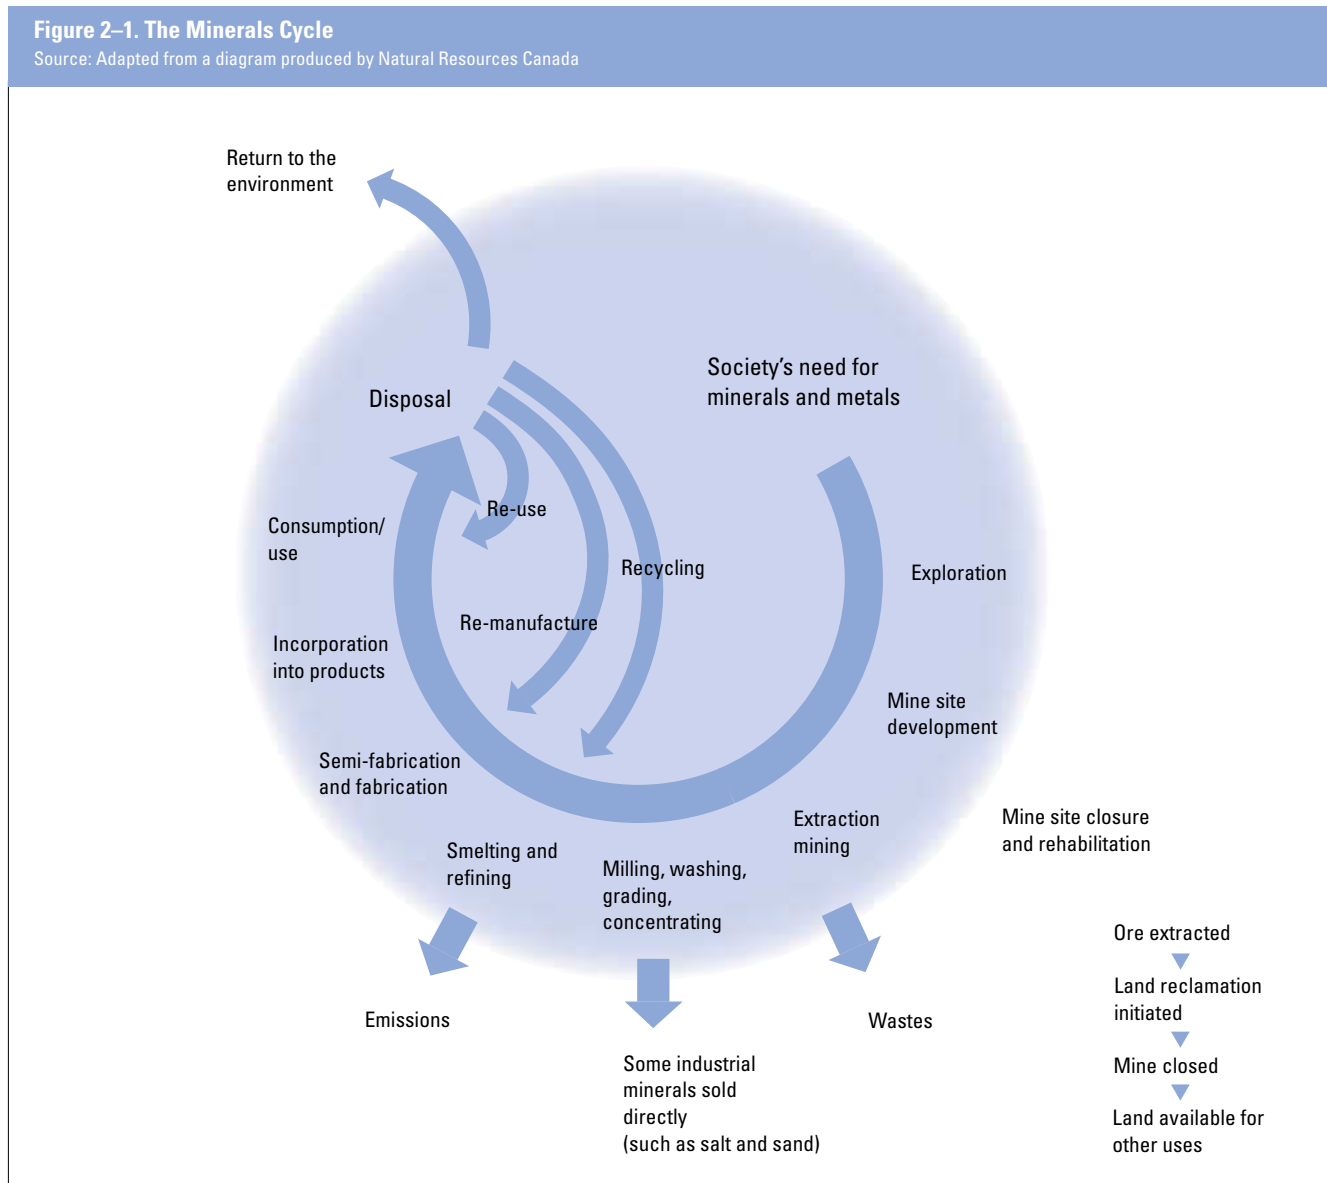 Figure 2–1. The Minerals Cycle
Source: Adapted from a diagram produced by Natural Resources Canada
Return to the
environment
Society’s need for
minerals and metals
Disposal
Re-use
Consumption/
use
Recycling
Exploration
Re-manufacture
Incorporation
into products
Mine site
development
Semi-fabrication
and fabrication
Extraction
mining
Mine site closure
and rehabilitation
Smelting and
refining
Milling, washing,
grading,
concentrating
Ore extracted
Land reclamation
initiated
Mine closed
Land available for
other uses
Emissions
Wastes
Some industrial
minerals sold
directly
(such as salt and sand)